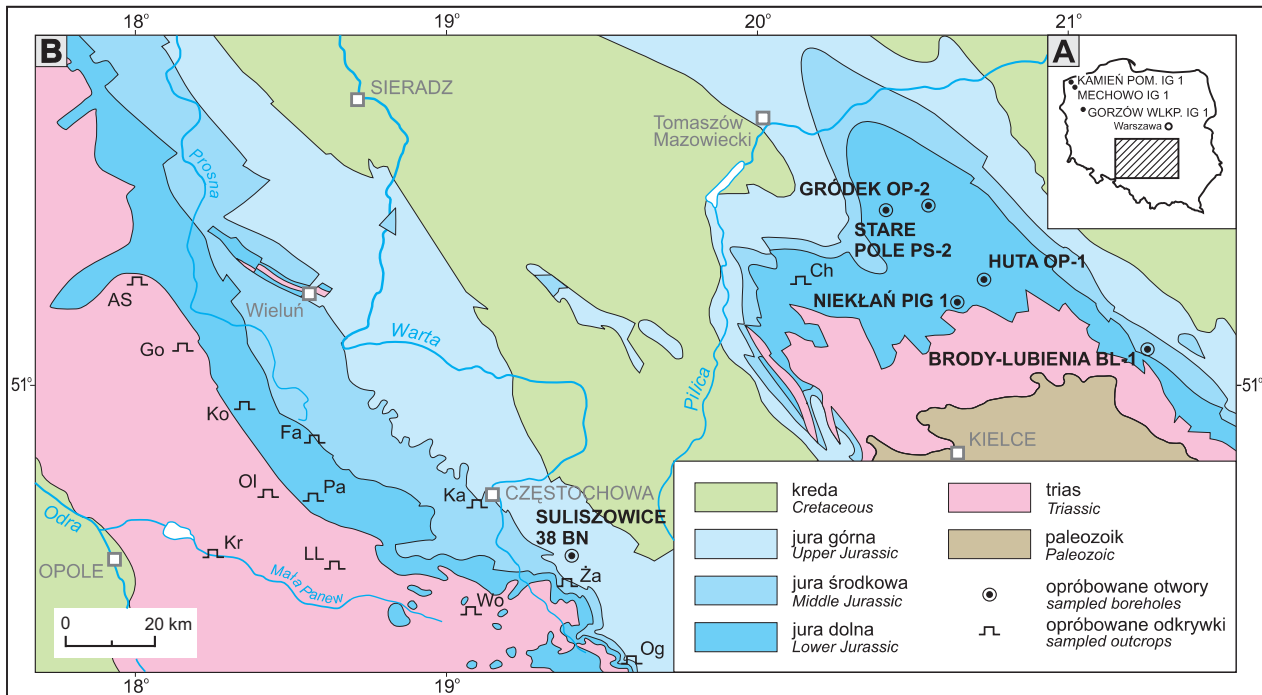 18°
19°
20°
21°
B
A
KAMIEŃ POM. IG 1
MECHOWO IG 1
GORZÓW WLKP. IG 1
Warszawa
SIERADZ
Tomaszów
Mazowiecki
Prosna
GRÓDEK OP-2
STARE
POLE PS-2
HUTA OP-1
Ch
NIEKŁAŃ PIG 1
AS
Wieluń
Warta
Go
BRODY-LUBIENIA BL-1
51°
51°
Pilica
Ko
Fa
KIELCE
Ol
Pa
Ka
CZĘSTOCHOWA
SULISZOWICE
38 BN
Odra
Kr
LL
OPOLE
Mała Panew
Ża
Wo
Og
0
20 km
kreda
Cretaceous
jura górna
Upper Jurassic
jura środkowa
Middle Jurassic
jura dolna
Lower Jurassic
trias
Triassic
paleozoik
Paleozoic
opróbowane otwory
sampled boreholes
opróbowane odkrywki
sampled outcrops
18°
19°